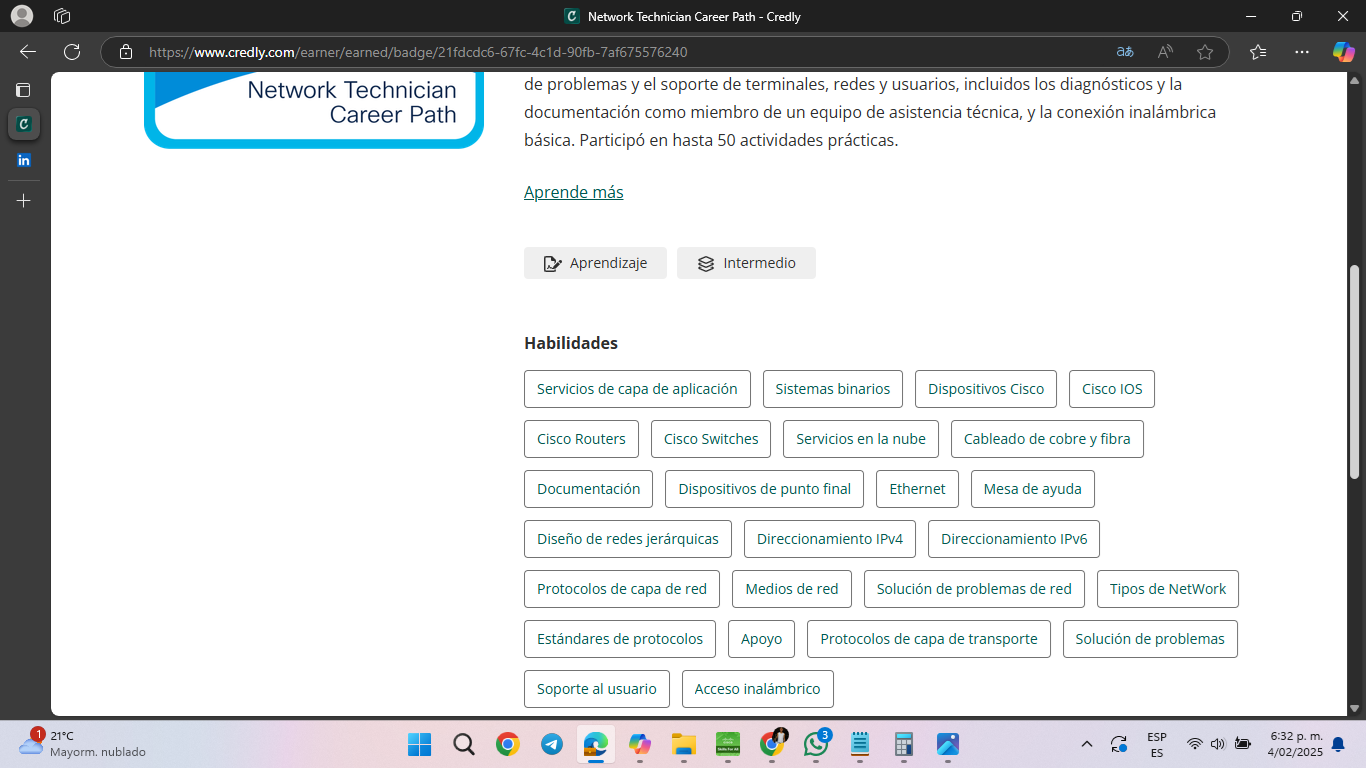 Network Technician Career Path - Credly
https://www.credly.com/earner/earned/badge/21fdcdc6-67fc-4c1d-90fb-7af675576240
Network Technician
Career Path
de problemas y el soporte de terminales, redes y usuarios, incluidos los diagnósticos y la
documentación como miembro de un equipo de asistencia técnica, y la conexión inalámbrica
básica. Participó en hasta 50 actividades prácticas.
Aprende más
Aprendizaje Intermedio
Habilidades
Servicios de capa de aplicación Sistemas binarios Dispositivos Cisco Cisco IOS
Cisco Routers Cisco Switches Servicios en la nube Cableado de cobre y fibra
Documentación Dispositivos de punto final Ethernet Mesa de ayuda
Diseño de redes jerárquicas Direccionamiento IPv4 Direccionamiento IPv6
Protocolos de capa de red Medios de red Solución de problemas de red Tipos de NetWork
Estándares de protocolos Apoyo Protocolos de capa de transporte Solución de problemas
Soporte al usuario Acceso inalámbrico
1
21°C
Mayorm. nublado
3
ESP
ES
6:32 p. m.
4/02/2025